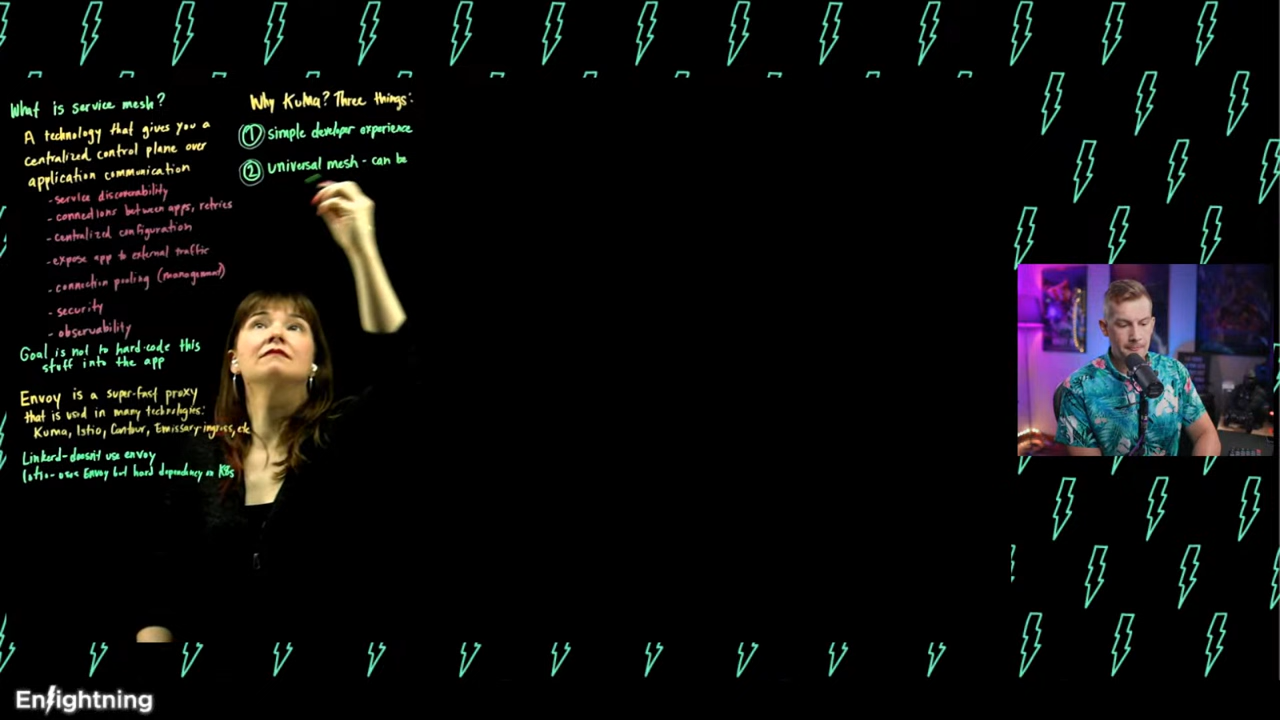 What is service mesh?
A technology that gives you a
centralized control plane over
application communication
- service discoverability
- connections between apps, retries
- centralized configuration
- expose app to external traffic
- connection pooling (management)
- security
- observability
Goal is not to hard-code this
stuff into the app
Envoy is a super-fast proxy
that is used in many technologies:
Kuma, Istio, Contour, Emissary-ingress, etc
Linkerd - doesn't use envoy
Istio - uses Envoy but hard dependency on K8s
Why Kuma? Three things:
1 simple developer experience
2 universal mesh - can be
Enlightning